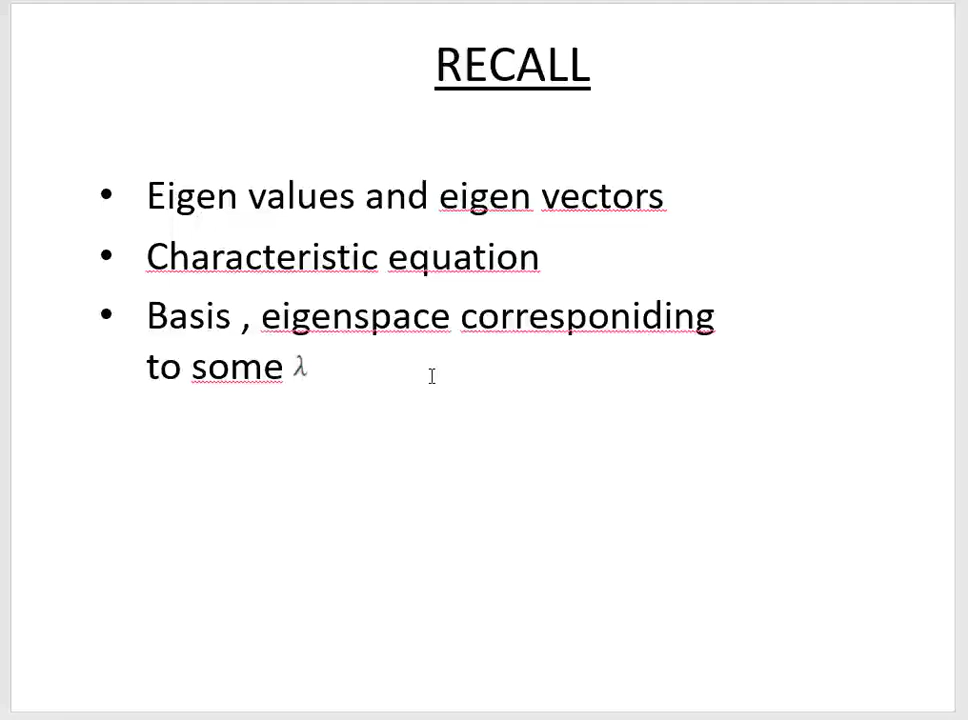 RECALL
• Eigen values and eigen vectors
• Characteristic equation
• Basis , eigenspace corresponiding
to some λ